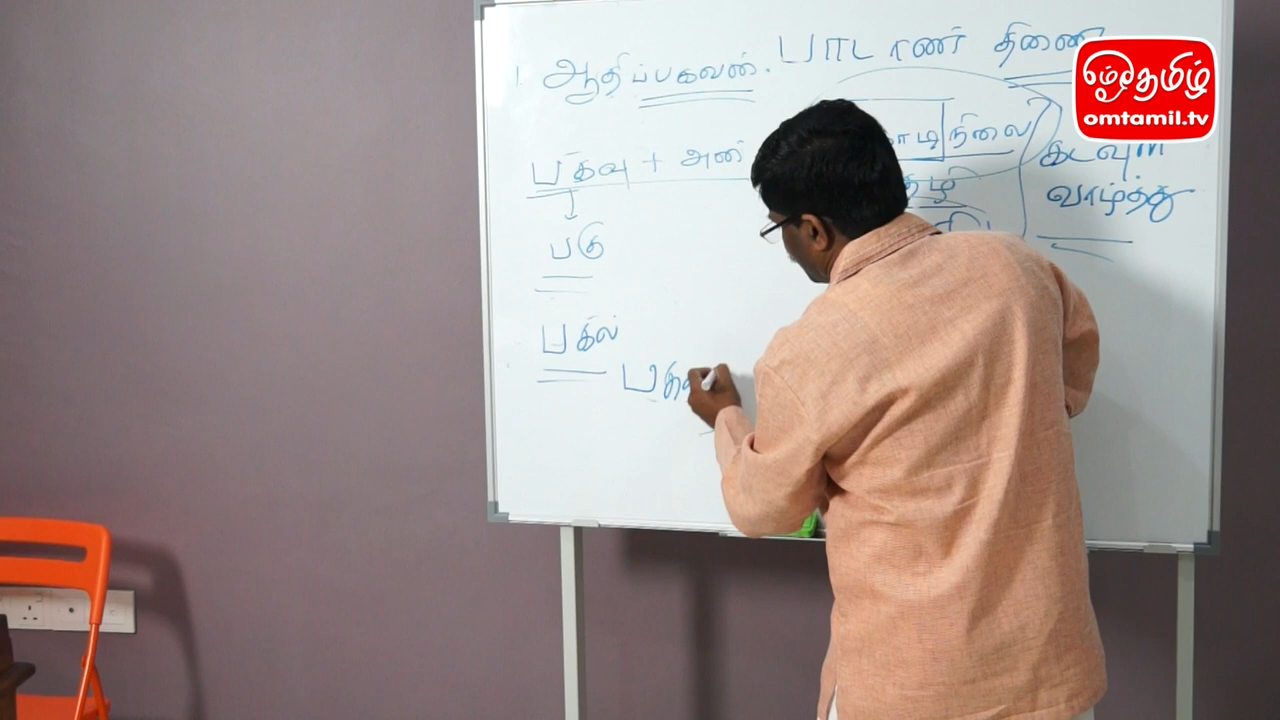 1. ஆதிப்பகவன். பாடாண் திணை
பகவு + அண்
நிலை
கடவுள்
வாழ்த்து
பகு
பகல்
ஓம்தமிழ்
omtamil.tv